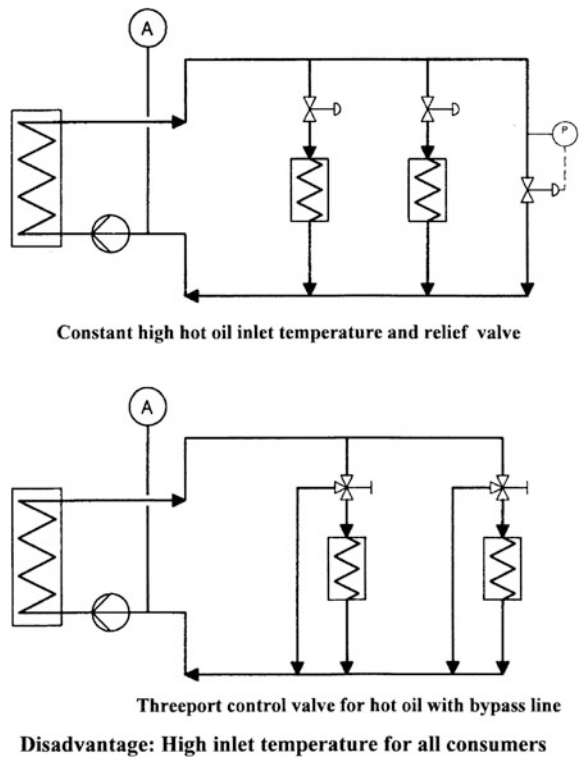 A
P
Constant high hot oil inlet temperature and relief valve
A
Threeport control valve for hot oil with bypass line
Disadvantage: High inlet temperature for all consumers